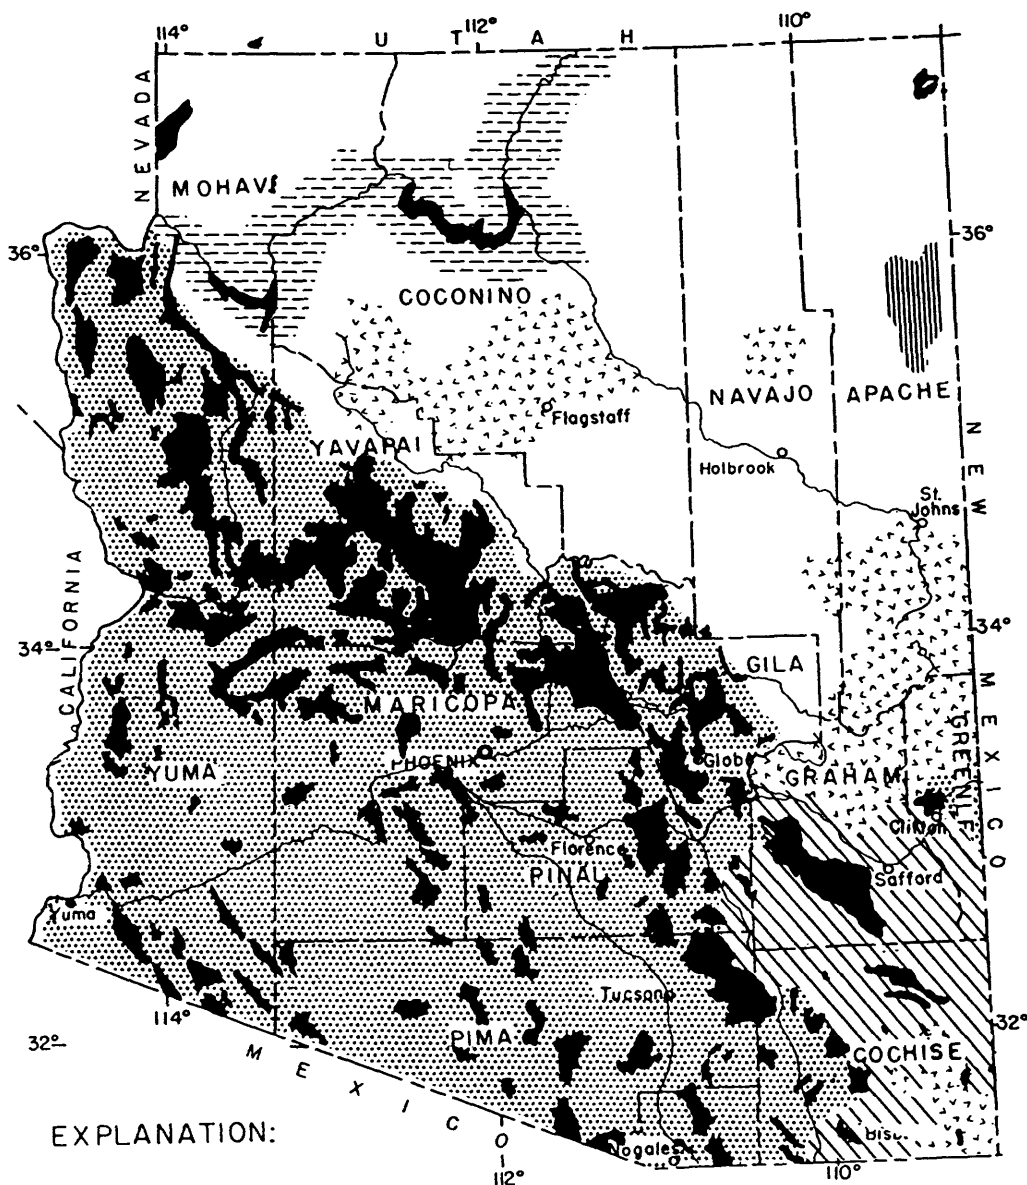 114° 112° 110°
U T A H
NEVADA
MOHAVE
36° 36°
COCONINO
NAVAJO APACHE
Flagstaff
YAVAPAI
Holbrook
St.
Johns
NEW MEXICO
CALIFORNIA
34° 34°
GILA
MARICOPA
GREENLEE
PHOENIX
Globe
YUMA
GRAHAM
Clifton
Florence
PINAL
Safford
Yuma
Tucson
114°
32° 32°
PIMA
COCHISE
MEXICO
EXPLANATION:
Bis
Nogales
112° 110°